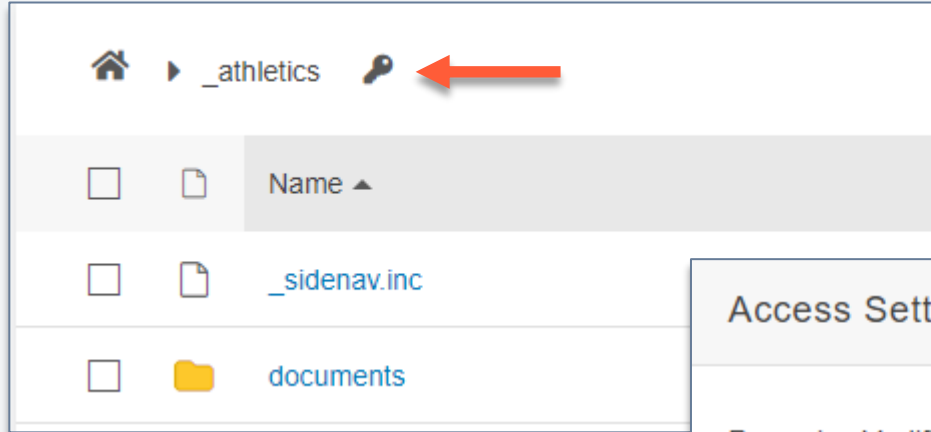 _athletics
Name
_sidenav.inc
Access Sett
documents